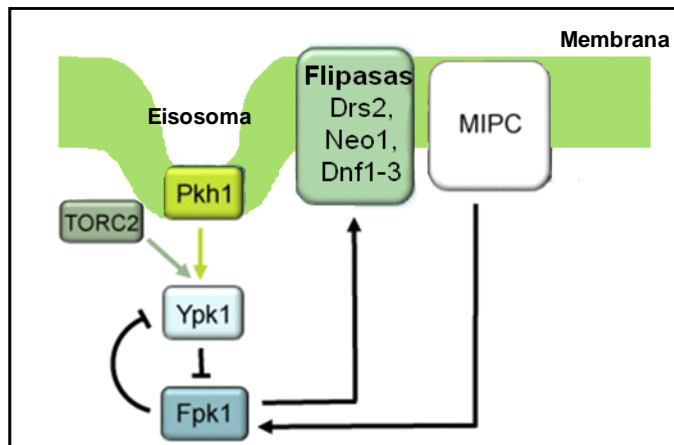 Membrana
Flipasas
Drs2,
Neo1,
Dnf1-3
MIPC
Eisosoma
Pkh1
TORC2
Ypk1
Fpk1